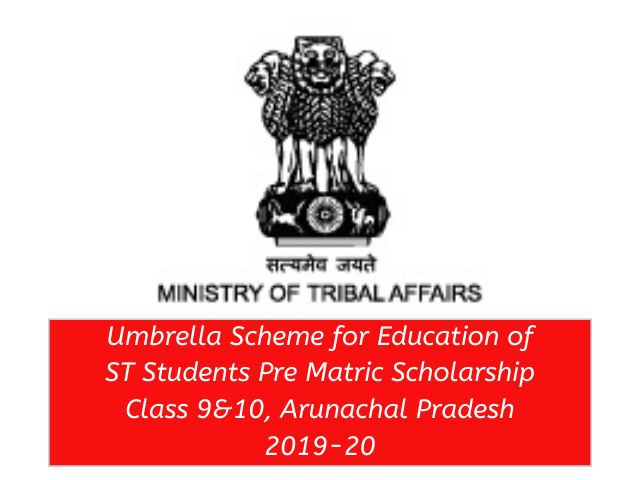 सत्यमेव जयते
MINISTRY OF TRIBAL AFFAIRS
Umbrella Scheme for Education of
ST Students Pre Matric Scholarship
Class 9&10, Arunachal Pradesh
2019-20